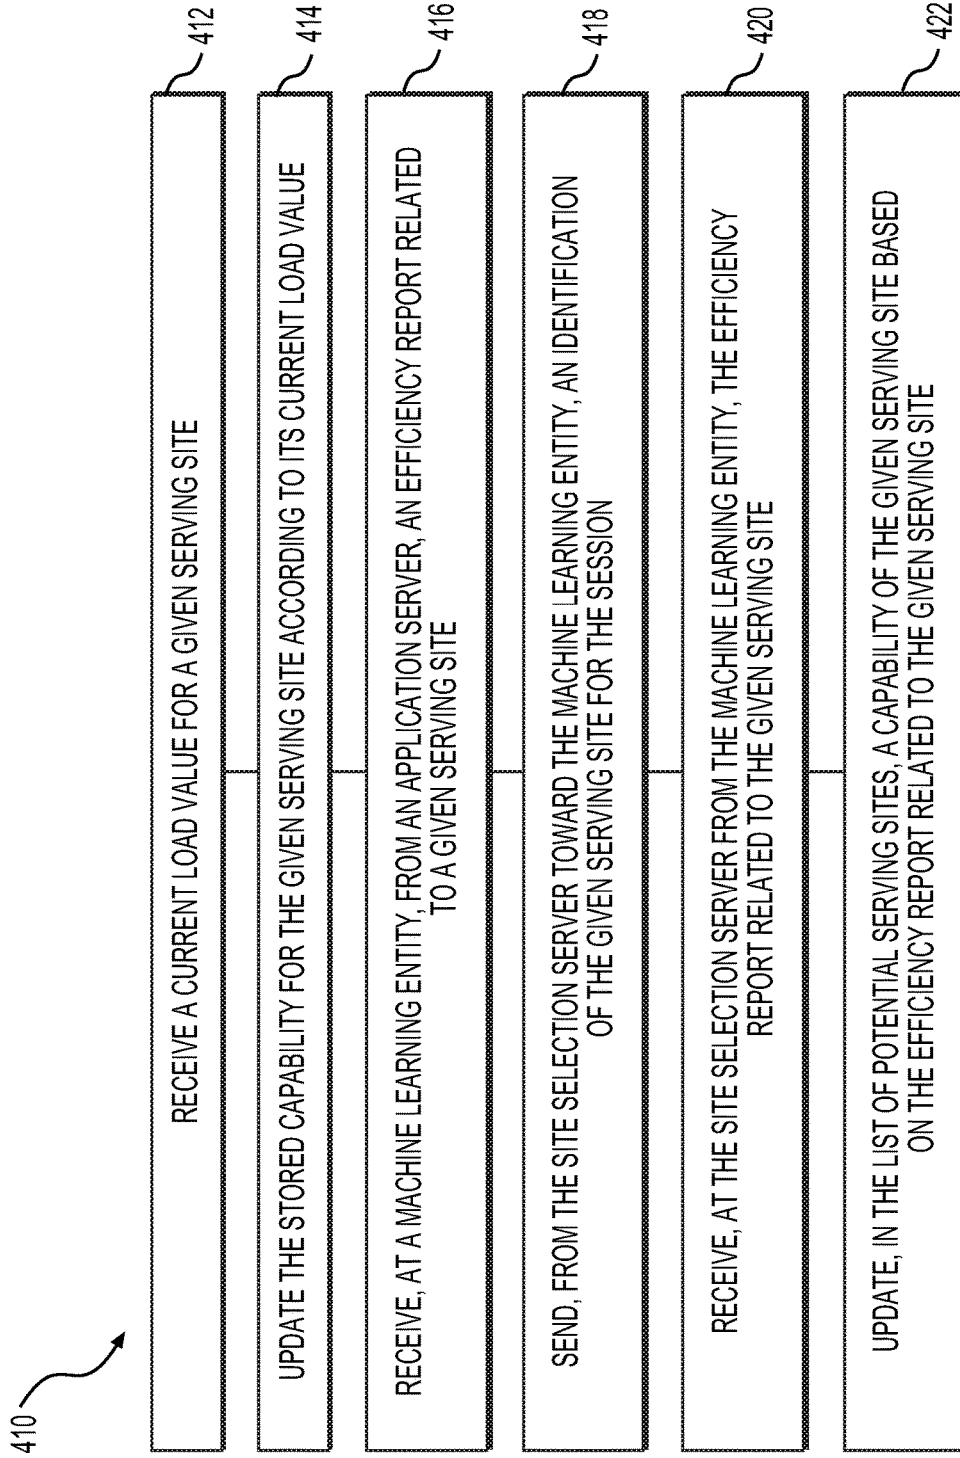 410
RECEIVE A CURRENT LOAD VALUE FOR A GIVEN SERVING SITE
412
UPDATE THE STORED CAPABILITY FOR THE GIVEN SERVING SITE ACCORDING TO ITS CURRENT LOAD VALUE
414
RECEIVE, AT A MACHINE LEARNING ENTITY, FROM AN APPLICATION SERVER, AN EFFICIENCY REPORT RELATED
TO A GIVEN SERVING SITE
416
SEND, FROM THE SITE SELECTION SERVER TOWARD THE MACHINE LEARNING ENTITY, AN IDENTIFICATION
OF THE GIVEN SERVING SITE FOR THE SESSION
418
RECEIVE, AT THE SITE SELECTION SERVER FROM THE MACHINE LEARNING ENTITY, THE EFFICIENCY
REPORT RELATED TO THE GIVEN SERVING SITE
420
UPDATE, IN THE LIST OF POTENTIAL SERVING SITES, A CAPABILITY OF THE GIVEN SERVING SITE BASED
ON THE EFFICIENCY REPORT RELATED TO THE GIVEN SERVING SITE
422